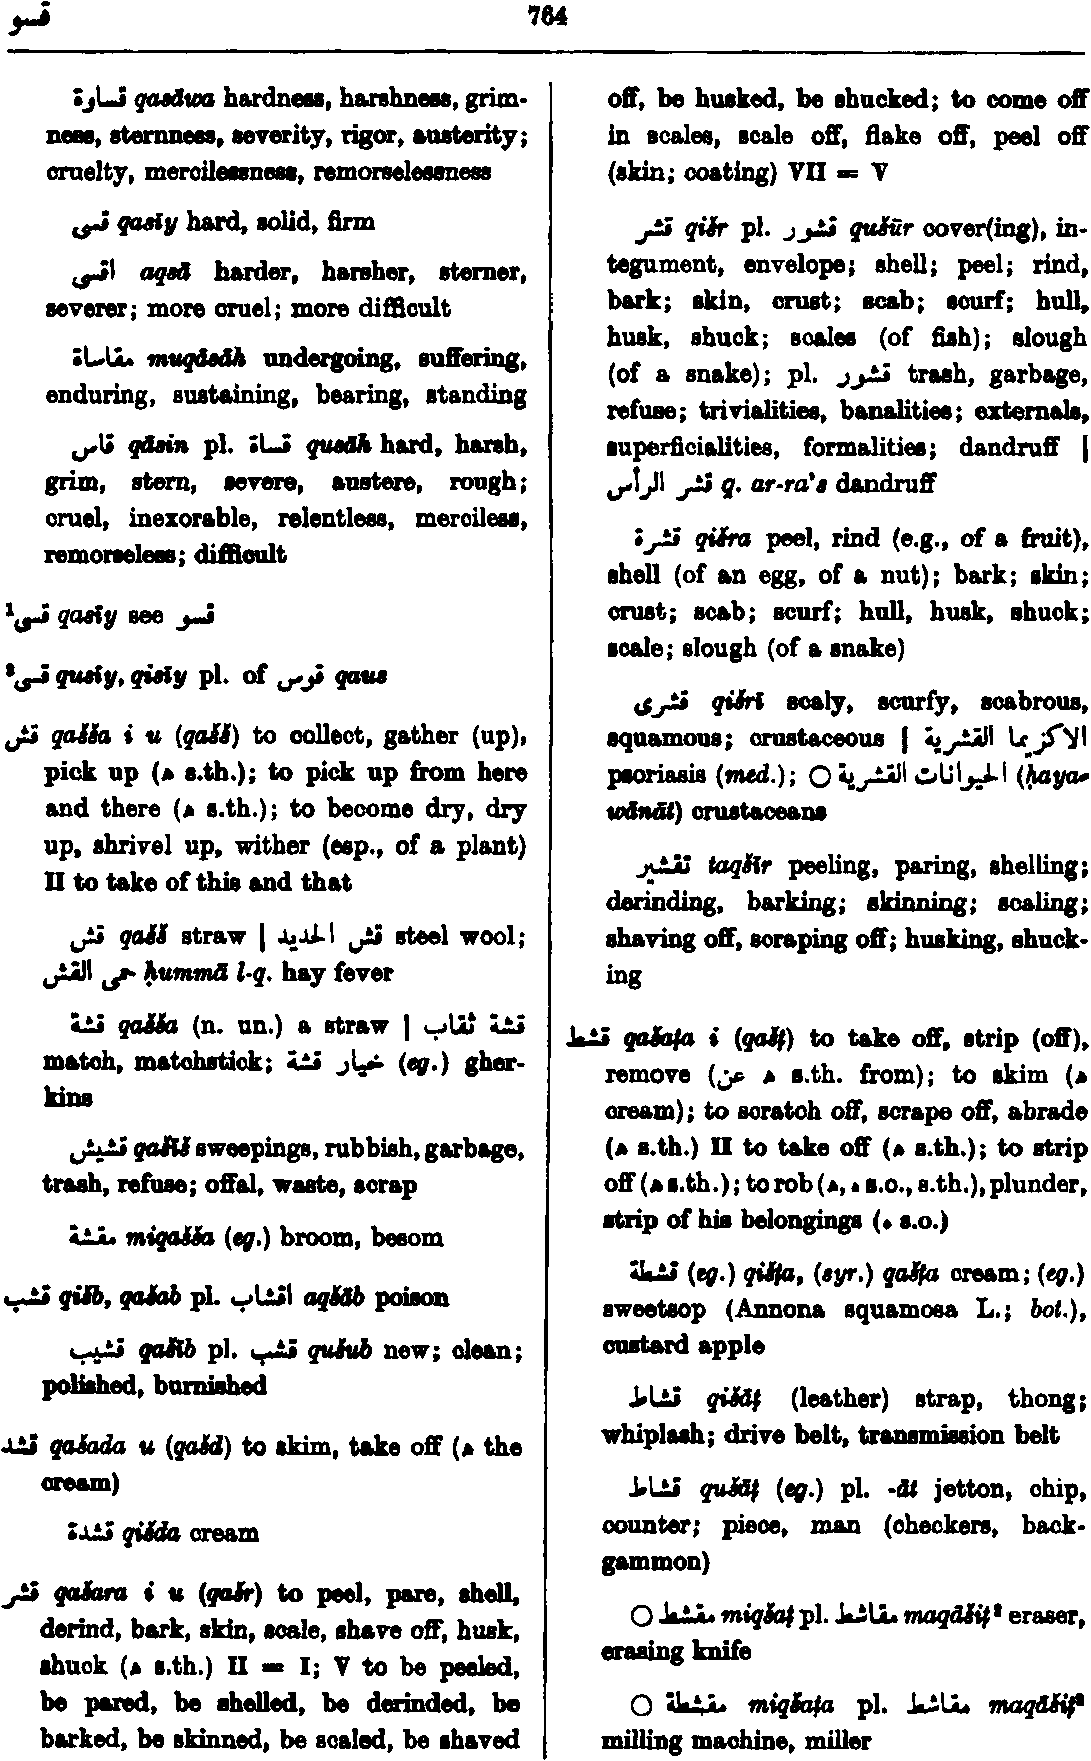 قسو
764
قساوة qasāwa hardness, harshness, grim-
ness, sternness, severity, rigor, austerity;
cruelty, mercilessness, remorselessness
قسى qasīy hard, solid, firm
اقسى aqsā harder, harsher, sterner,
severer; more cruel; more difficult
مقاساة muqāsāh undergoing, suffering,
enduring, sustaining, bearing, standing
قاس qāsin pl. قساة qusāh hard, harsh,
grim, stern, severe, austere, rough;
cruel, inexorable, relentless, merciless,
remorseless; difficult
¹قسى qasīy see قسو
²قسى qusīy, qisīy pl. of قوس qaus
قش qašša i u (qašš) to collect, gather (up),
pick up (ه s.th.); to pick up from here
and there (ه s.th.); to become dry, dry
up, shrivel up, wither (esp., of a plant)
II to take of this and that
قش qašš straw | قش الحديد steel wool;
حمى القش ḥummā l-q. hay fever
قشة qašša (n. un.) a straw | قشة ثقاب
match, matchstick; خيار قشة (eg.) gher-
kins
قشيش qašīš sweepings, rubbish, garbage,
trash, refuse; offal, waste, scrap
مقشة miqašša (eg.) broom, besom
قشب qišb, qašab pl. اقشاب aqšāb poison
قشيب qašīb pl. قشب qušub new; clean;
polished, burnished
قشد qašada u (qašd) to skim, take off (ه the
cream)
قشدة qišda cream
قشر qašara i u (qašr) to peel, pare, shell,
derind, bark, skin, scale, shave off, husk,
shuck (ه s.th.) II = I; V to be peeled,
be pared, be shelled, be derinded, be
barked, be skinned, be scaled, be shaved
off, be husked, be shucked; to come off
in scales, scale off, flake off, peel off
(skin; coating) VII = V
قشر qišr pl. قشور qušūr cover(ing), in-
tegument, envelope; shell; peel; rind,
bark; skin, crust; scab; scurf; hull,
husk, shuck; scales (of fish); slough
(of a snake); pl. قشور trash, garbage,
refuse; trivialities, banalities; externals,
superficialities, formalities; dandruff |
قشر الرأس q. ar-ra's dandruff
قشرة qišra peel, rind (e.g., of a fruit),
shell (of an egg, of a nut); bark; skin;
crust; scab; scurf; hull, husk, shuck;
scale; slough (of a snake)
قشرى qišrī scaly, scurfy, scabrous,
squamous; crustaceous | الاكزيما القشرية
psoriasis (med.); ○ الحيوانات القشرية (ḥaya-
wānāt) crustaceans
تقشير taqšīr peeling, paring, shelling;
derinding, barking; skinning; scaling;
shaving off, scraping off; husking, shuck-
ing
قشط qašaṭa i (qašṭ) to take off, strip (off),
remove (عن ه s.th. from); to skim (ه
cream); to scratch off, scrape off, abrade
(ه s.th.) II to take off (ه s.th.); to strip
off (ه s.th.); to rob (ه, ه s.o., s.th.), plunder,
strip of his belongings (ه s.o.)
قشطة (eg.) qišṭa, (syr.) qašṭa cream; (eg.)
sweetsop (Annona squamosa L.; bot.),
custard apple
قشاط qišāṭ (leather) strap, thong;
whiplash; drive belt, transmission belt
قشاط qušāṭ (eg.) pl. -āt jetton, chip,
counter; piece, man (checkers, back-
gammon)
○ مقشط miqšaṭ pl. مقاشط maqāšiṭ² eraser,
erasing knife
○ مقشطة miqšaṭa pl. مقاشط maqāšiṭ²
milling machine, miller